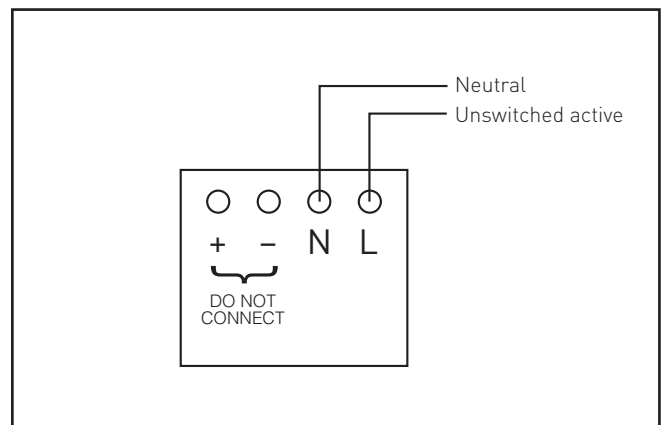 Neutral
Unswitched active
+ − N L
DO NOT
CONNECT